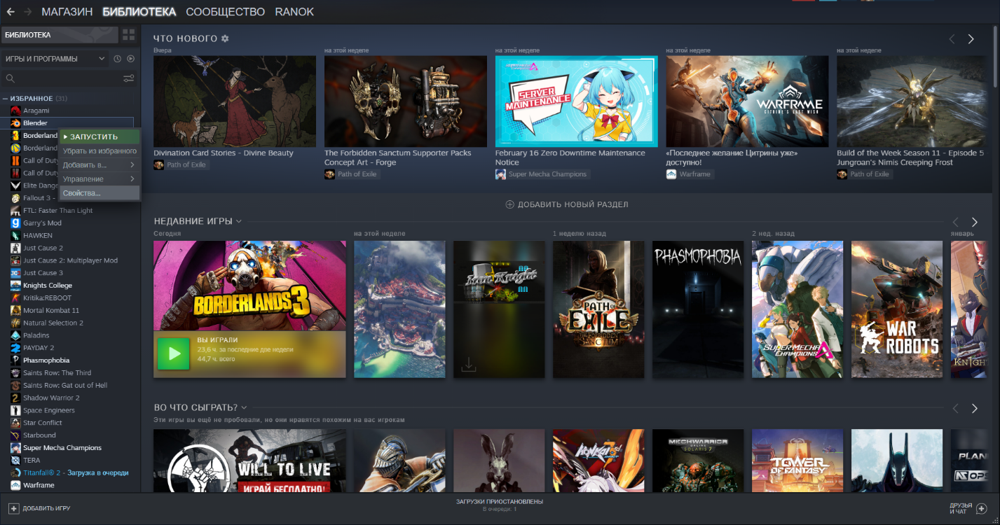 МАГАЗИН БИБЛИОТЕКА СООБЩЕСТВО RANOK
БИБЛИОТЕКА
ИГРЫ И ПРОГРАММЫ
ИЗБРАННОЕ (31)
Aragami
Blender
Borderland
Borderland
Call of Duty
Call of Duty
Elite Dange
Fallout 3 -
FTL: Faster Than Light
Garry's Mod
HAWKEN
Just Cause 2
Just Cause 2: Multiplayer Mod
Just Cause 3
Knights College
Kritika:REBOOT
Mortal Kombat 11
Natural Selection 2
Paladins
PAYDAY 2
Phasmophobia
Saints Row: The Third
Saints Row: Gat out of Hell
Shadow Warrior 2
Space Engineers
Star Conflict
Starbound
Super Mecha Champions
TERA
Titanfall® 2 - Загрузка в очереди
Warframe
ЗАПУСТИТЬ
Убрать из избранного
Добавить в...
Управление
Свойства...
ЧТО НОВОГО
Вчера
на этой неделе
на этой неделе
на этой неделе
на этой неделе
SERVER
MAINTENANCE
WARFRAME
CITRINE'S LAST WISH
Divination Card Stories - Divine Beauty
Path of Exile
The Forbidden Sanctum Supporter Packs
Concept Art - Forge
Path of Exile
February 16 Zero Downtime Maintenance
Notice
Super Mecha Champions
«Последнее желание Цитрины уже»
доступно!
Warframe
Build of the Week Season 11 - Episode 5 -
Jungroan's Nimis Creeping Frost
Path of Exile
ДОБАВИТЬ НОВЫЙ РАЗДЕЛ
НЕДАВНИЕ ИГРЫ
Сегодня
на этой неделе
1 неделю назад
2 нед. назад
январь
BORDERLANDS 3
ВЫ ИГРАЛИ
23,6 ч. за последние две недели
44,7 ч. всего
Iron Knight
PATH OF
EXILE
THE FORBIDDEN
SANCTUM
PHASMOPHOBIA
SUPER MECHA
CHAMPIONS
WAR
ROBOTS
KNIGH
ВО ЧТО СЫГРАТЬ?
Эти игры вы ещё не пробовали, но они нравятся похожим на вас игрокам
WILL TO LIVE
ИГРАЙ БЕСПЛАТНО!
Honkai 3rd
MECHWARRIOR
ONLINE
SOLARIS 7
TOWER
OF FANTASY
PLAN
ДОБАВИТЬ ИГРУ
ЗАГРУЗКИ ПРИОСТАНОВЛЕНЫ
В очереди: 1
ДРУЗЬЯ
И ЧАТ